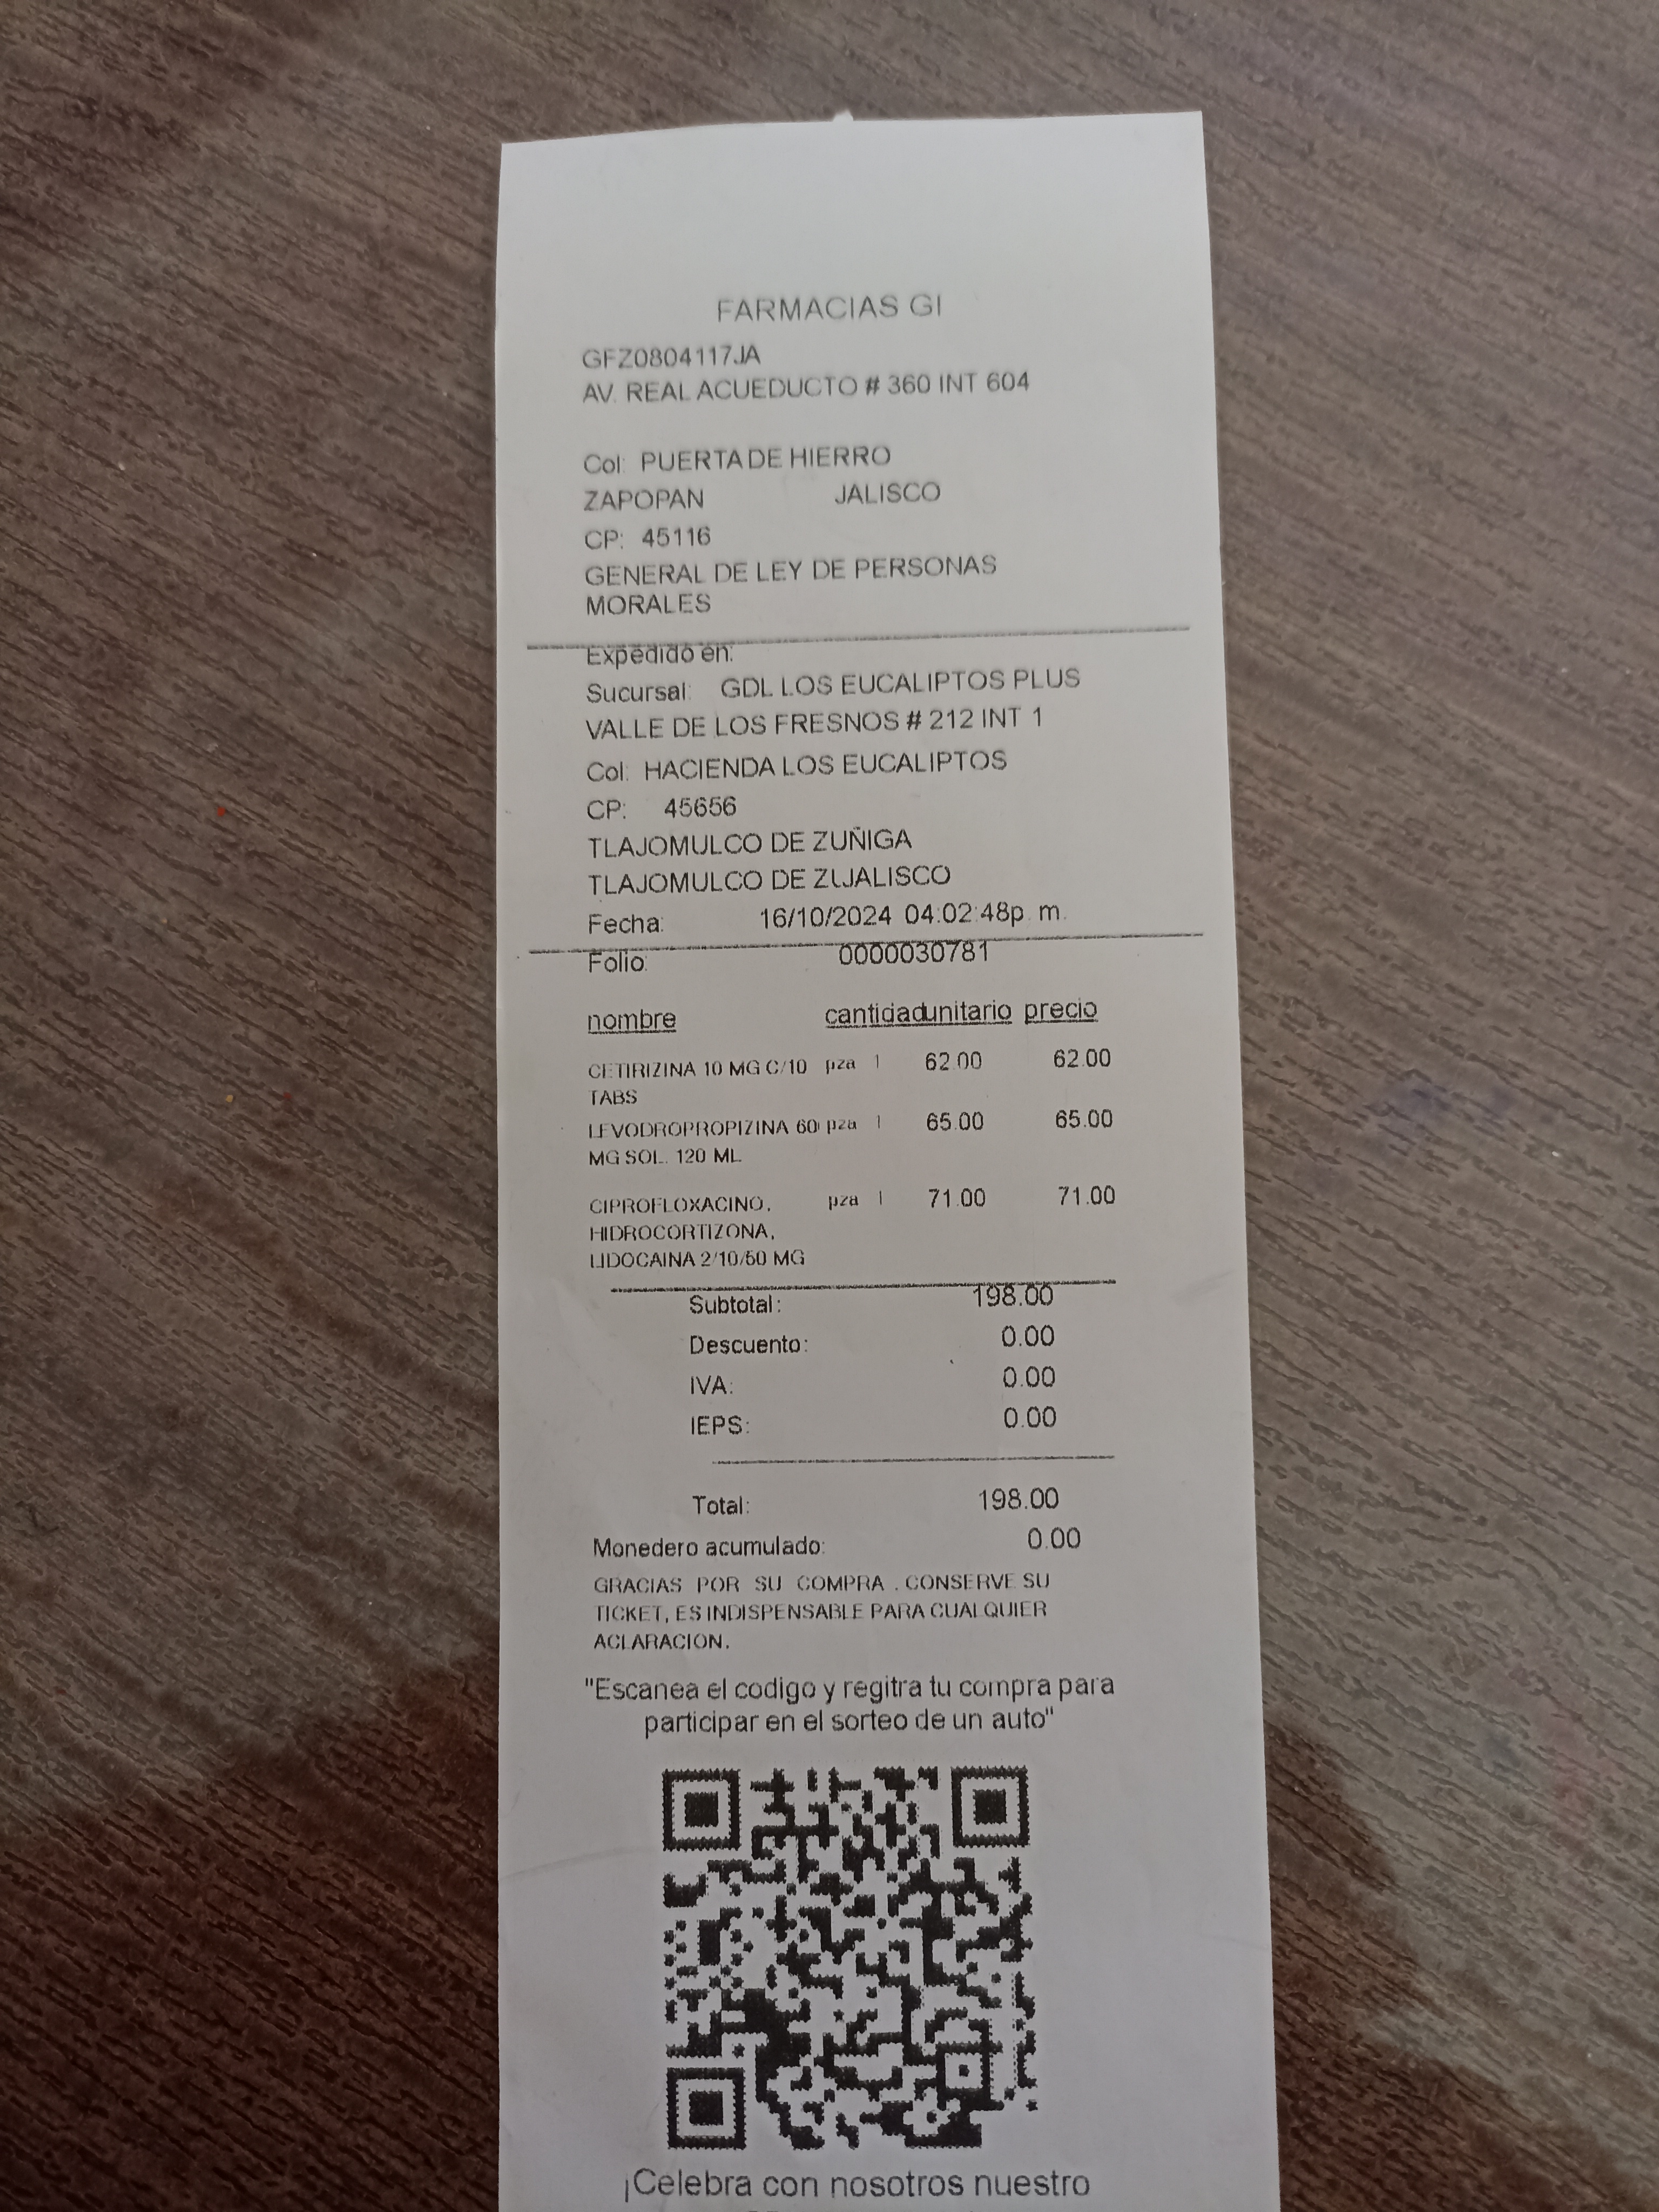 FARMACIAS GI
GFZ0804117JA
AV. REAL ACUEDUCTO # 360 INT 604
Col: PUERTA DE HIERRO
ZAPOPAN JALISCO
CP: 45116
GENERAL DE LEY DE PERSONAS
MORALES
Expedido en:
Sucursal: GDL LOS EUCALIPTOS PLUS
VALLE DE LOS FRESNOS # 212 INT 1
Col: HACIENDA LOS EUCALIPTOS
CP: 45656
TLAJOMULCO DE ZUÑIGA
TLAJOMULCO DE ZUJALISCO
Fecha: 16/10/2024 04:02:48p. m.
Folio: 0000030781
nombre cantidad unitario precio
CETIRIZINA 10 MG C/10 pza 1 62.00 62.00
TABS
LEVODROPROPIZINA 60 pza 1 65.00 65.00
MG SOL. 120 ML
CIPROFLOXACINO, pza 1 71.00 71.00
HIDROCORTIZONA,
LIDOCAINA 2/10/50 MG
Subtotal: 198.00
Descuento: 0.00
IVA: 0.00
IEPS: 0.00
Total: 198.00
Monedero acumulado: 0.00
GRACIAS POR SU COMPRA . CONSERVE SU
TICKET, ES INDISPENSABLE PARA CUALQUIER
ACLARACION.
"Escanea el codigo y regitra tu compra para
participar en el sorteo de un auto"
¡Celebra con nosotros nuestro